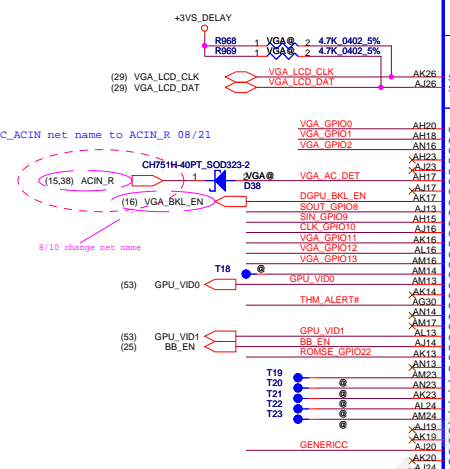 +3VS_DELAY
R968 1 VGA@ 2 4.7K_0402_5%
R969 1 VGA@ 2 4.7K_0402_5%
(29) VGA_LCD_CLK VGA_LCD_CLK AK26
(29) VGA_LCD_DAT VGA_LCD_DAT AJ26
C_ACIN net name to ACIN_R 08/21
VGA_GPIO0 AH20
VGA_GPIO1 AH18
VGA_GPIO2 AN16
AH23
CH751H-40PT_SOD323-2
AJ23
(15,38) ACIN_R 1 2 VGA@ VGA_AC_DET AH17
D38
AJ17
(16) VGA_BKL_EN DGPU_BKL_EN AK17
SOUT_GPIO8 AJ13
SIN_GPIO9 AH15
CLK_GPIO10 AJ16
VGA_GPIO11 AK16
8/10 change net name
VGA_GPIO12 AL16
VGA_GPIO13 AM16
T18 @ AM14
(53) GPU_VID0 GPU_VID0 AM13
AK14
THM_ALERT# AG30
AN14
AM17
(53) GPU_VID1 GPU_VID1 AL13
(25) BB_EN BB_EN AJ14
ROMSE_GPIO22 AK13
AN13
T19 AM23
T20 @ AN23
T21 @ AK23
T22 @ AL24
T23 @ AM24
@
AJ19
AK19
GENERICC AJ20
AK20
AJ24